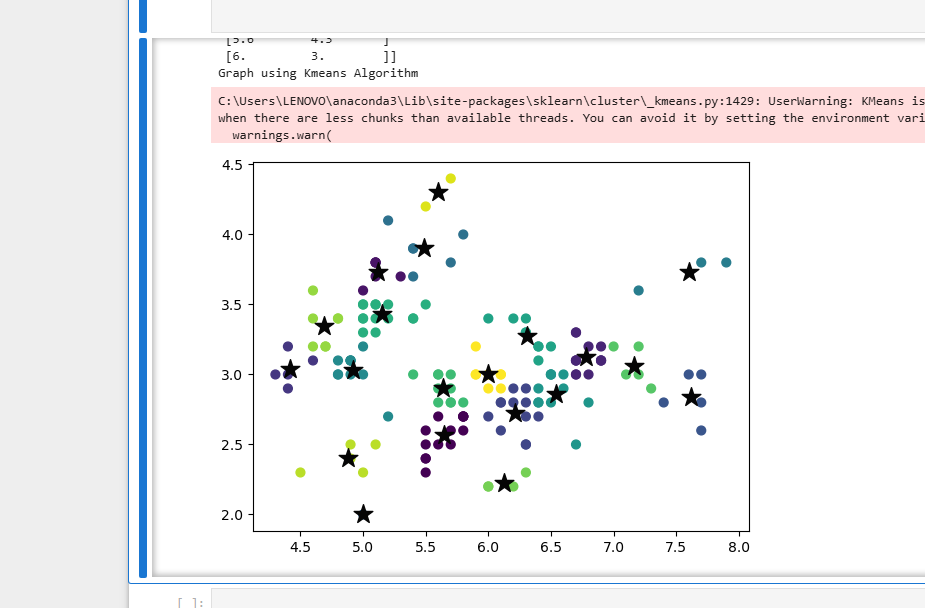 [5.6        4.3       ]
[6.         3.        ]]
Graph using Kmeans Algorithm
C:\Users\LENOVO\anaconda3\Lib\site-packages\sklearn\cluster\_kmeans.py:1429: UserWarning: KMeans is
when there are less chunks than available threads. You can avoid it by setting the environment vari
warnings.warn(
4.5
4.0
3.5
3.0
2.5
2.0
4.5 5.0 5.5 6.0 6.5 7.0 7.5 8.0
[ ]: